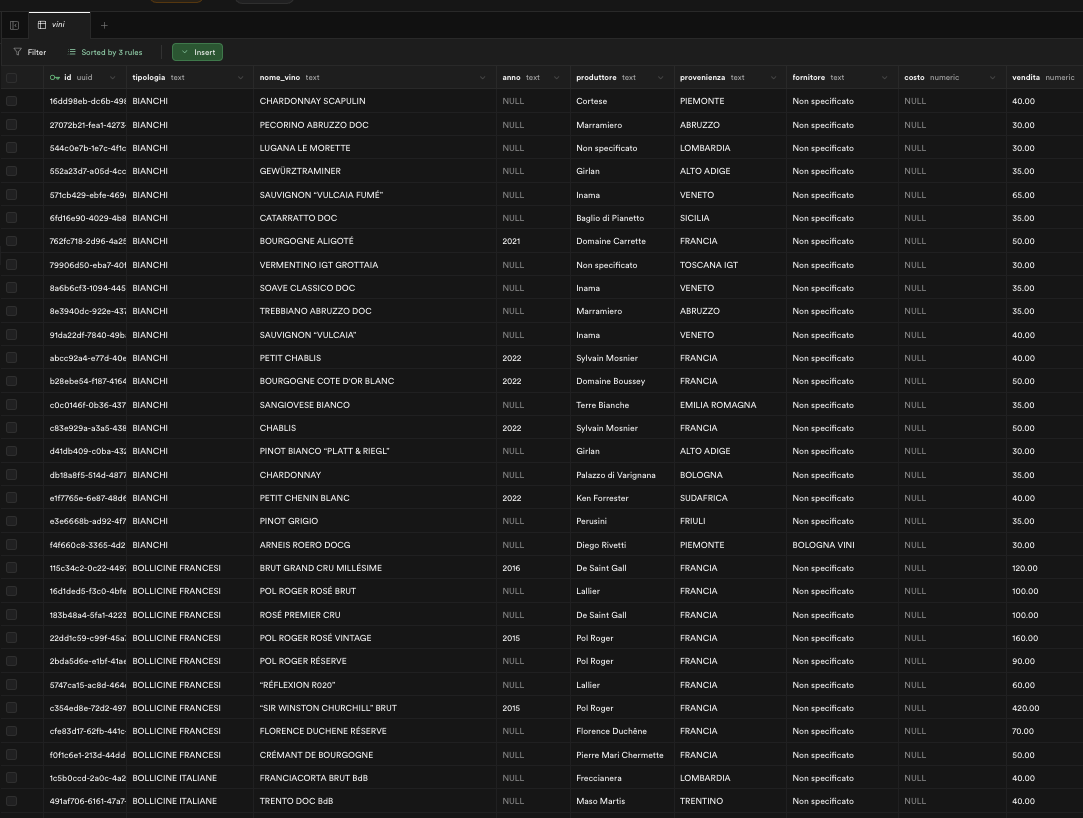 vini
Filter Sorted by 3 rules Insert
id uuid tipologia text nome_vino text anno text produttore text provenienza text fornitore text costo numeric vendita numeric
16dd98eb-dc6b-498 BIANCHI CHARDONNAY SCAPULIN NULL Cortese PIEMONTE Non specificato NULL 40.00
27072b21-fea1-4273- BIANCHI PECORINO ABRUZZO DOC NULL Marramiero ABRUZZO Non specificato NULL 30.00
544c0e7b-1e7c-4f1c BIANCHI LUGANA LE MORETTE NULL Non specificato LOMBARDIA Non specificato NULL 30.00
552a23d7-a05d-4cc BIANCHI GEWÜRZTRAMINER NULL Girlan ALTO ADIGE Non specificato NULL 35.00
571cb429-ebfe-469 BIANCHI SAUVIGNON “VULCAIA FUMÉ” NULL Inama VENETO Non specificato NULL 65.00
6fd16e90-4029-4b8 BIANCHI CATARRATTO DOC NULL Baglio di Pianetto SICILIA Non specificato NULL 35.00
762fc718-2d96-4a25 BIANCHI BOURGOGNE ALIGOTÉ 2021 Domaine Carrette FRANCIA Non specificato NULL 50.00
79906d50-eba7-40f BIANCHI VERMENTINO IGT GROTTAIA NULL Non specificato TOSCANA IGT Non specificato NULL 30.00
8a6b6cf3-1094-445 BIANCHI SOAVE CLASSICO DOC NULL Inama VENETO Non specificato NULL 35.00
8e3940dc-922e-437 BIANCHI TREBBIANO ABRUZZO DOC NULL Marramiero ABRUZZO Non specificato NULL 35.00
91da22df-7840-49b BIANCHI SAUVIGNON “VULCAIA” NULL Inama VENETO Non specificato NULL 40.00
abcc92a4-e77d-40e BIANCHI PETIT CHABLIS 2022 Sylvain Mosnier FRANCIA Non specificato NULL 40.00
b28ebe54-f187-4164 BIANCHI BOURGOGNE COTE D'OR BLANC 2022 Domaine Boussey FRANCIA Non specificato NULL 50.00
c0c0146f-0b36-437 BIANCHI SANGIOVESE BIANCO NULL Terre Bianche EMILIA ROMAGNA Non specificato NULL 35.00
c83e929a-a3a5-438 BIANCHI CHABLIS 2022 Sylvain Mosnier FRANCIA Non specificato NULL 50.00
d41db409-c0ba-432 BIANCHI PINOT BIANCO “PLATT & RIEGL” NULL Girlan ALTO ADIGE Non specificato NULL 30.00
db18a8f5-514d-4877 BIANCHI CHARDONNAY NULL Palazzo di Varignana BOLOGNA Non specificato NULL 35.00
e1f7765e-6e87-48d6 BIANCHI PETIT CHENIN BLANC 2022 Ken Forrester SUDAFRICA Non specificato NULL 40.00
e3e6668b-ad92-4f7 BIANCHI PINOT GRIGIO NULL Perusini FRIULI Non specificato NULL 35.00
f4f660c8-3365-4d2 BIANCHI ARNEIS ROERO DOCG NULL Diego Rivetti PIEMONTE BOLOGNA VINI NULL 30.00
115c34c2-0c22-4497 BOLLICINE FRANCESI BRUT GRAND CRU MILLÉSIME 2016 De Saint Gall FRANCIA Non specificato NULL 120.00
16d1ded5-f3c0-4bfe BOLLICINE FRANCESI POL ROGER ROSÉ BRUT NULL Lallier FRANCIA Non specificato NULL 100.00
183b48a4-5fa1-4223 BOLLICINE FRANCESI ROSÉ PREMIER CRU NULL De Saint Gall FRANCIA Non specificato NULL 100.00
22dd1c59-c99f-45a BOLLICINE FRANCESI POL ROGER ROSÉ VINTAGE 2015 Pol Roger FRANCIA Non specificato NULL 160.00
2bda5d6e-e1bf-41ae BOLLICINE FRANCESI POL ROGER RÉSERVE NULL Pol Roger FRANCIA Non specificato NULL 90.00
5747ca15-ac8d-464 BOLLICINE FRANCESI “RÉFLEXION R020” NULL Lallier FRANCIA Non specificato NULL 60.00
c354ed8e-72d2-497 BOLLICINE FRANCESI “SIR WINSTON CHURCHILL” BRUT 2015 Pol Roger FRANCIA Non specificato NULL 420.00
cfe83d17-62fb-441c- BOLLICINE FRANCESI FLORENCE DUCHENE RÉSERVE NULL Florence Duchêne FRANCIA Non specificato NULL 70.00
f0f1c6e1-213d-44dd BOLLICINE FRANCESI CRÉMANT DE BOURGOGNE NULL Pierre Mari Chermette FRANCIA Non specificato NULL 50.00
1c5b0ccd-2a0c-4a2 BOLLICINE ITALIANE FRANCIACORTA BRUT BdB NULL Freccianera LOMBARDIA Non specificato NULL 40.00
491af706-6161-47a7- BOLLICINE ITALIANE TRENTO DOC BdB NULL Maso Martis TRENTINO Non specificato NULL 40.00